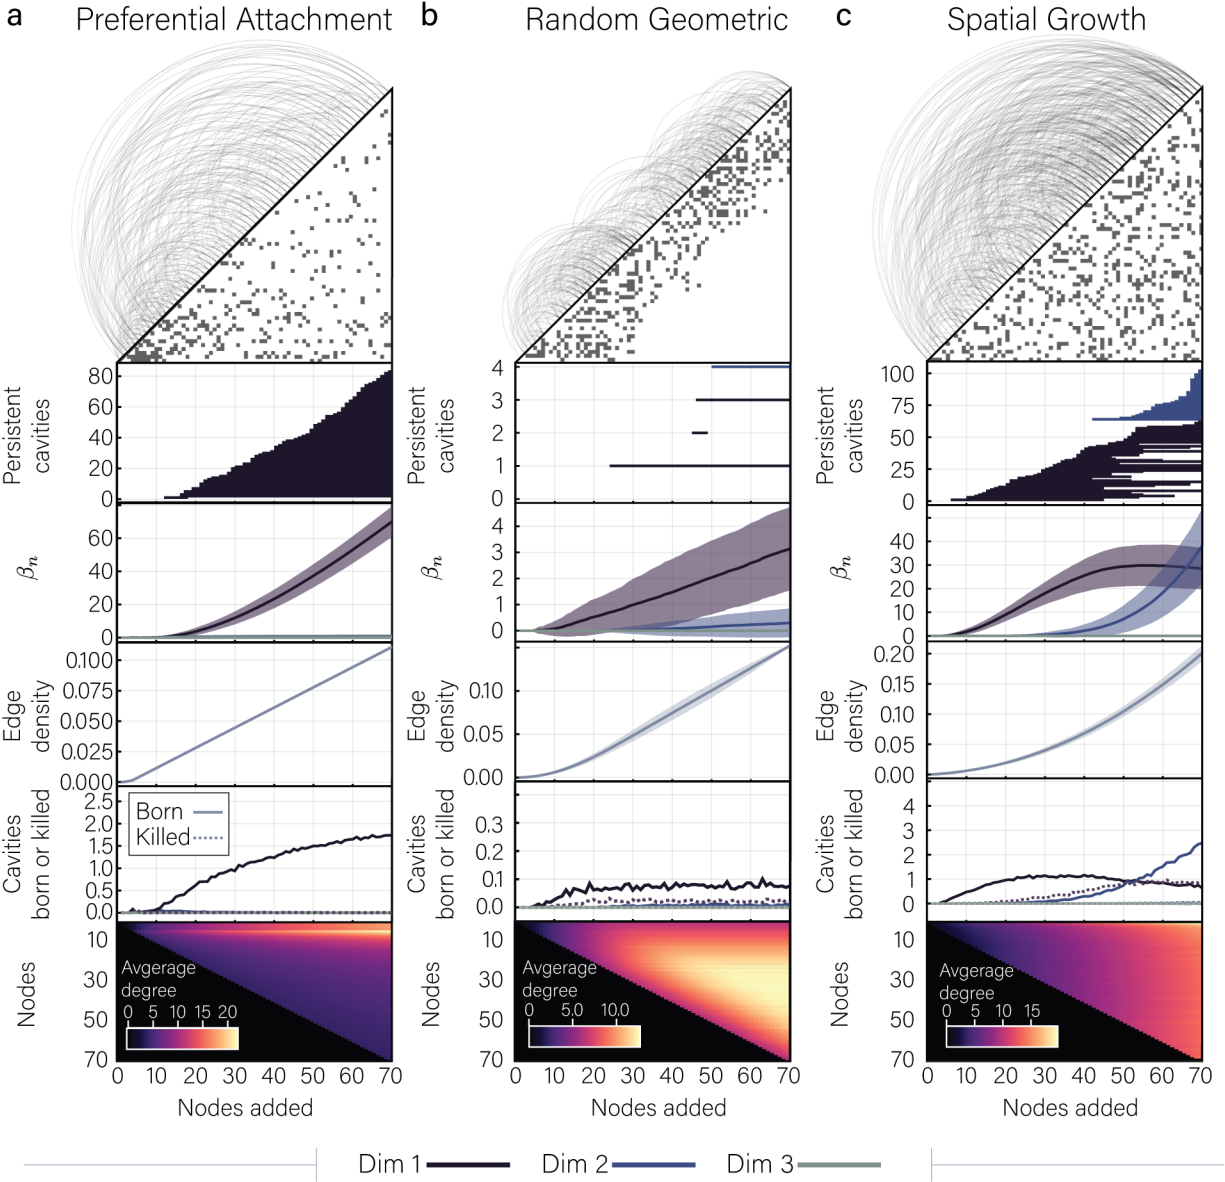 a Preferential Attachment b Random Geometric c Spatial Growth
Persistent cavities
80
60
40
20
0
Persistent cavities
4
3
2
1
0
Persistent cavities
100
75
50
25
0
βn
60
40
20
0
βn
4
3
2
1
0
βn
40
30
20
10
0
Edge density
0.100
0.075
0.050
0.025
0.000
Edge density
0.10
0.05
0.00
Edge density
0.20
0.15
0.10
0.05
0.00
Cavities born or killed
2.5
2.0
1.5
1.0
0.5
0.0
Born
Killed
Cavities born or killed
0.3
0.2
0.1
0.0
Cavities born or killed
4
3
2
1
0
Nodes
10
30
50
70
Avgerage
degree
0 5 10 15 20
Nodes
10
30
50
70
Avgerage
degree
0 5.0 10.0
Nodes
10
30
50
70
Avgerage
degree
0 5 10 15
0 10 20 30 40 50 60 70
0 10 20 30 40 50 60 70
0 10 20 30 40 50 60 70
Nodes added
Nodes added
Nodes added
Dim 1 Dim 2 Dim 3